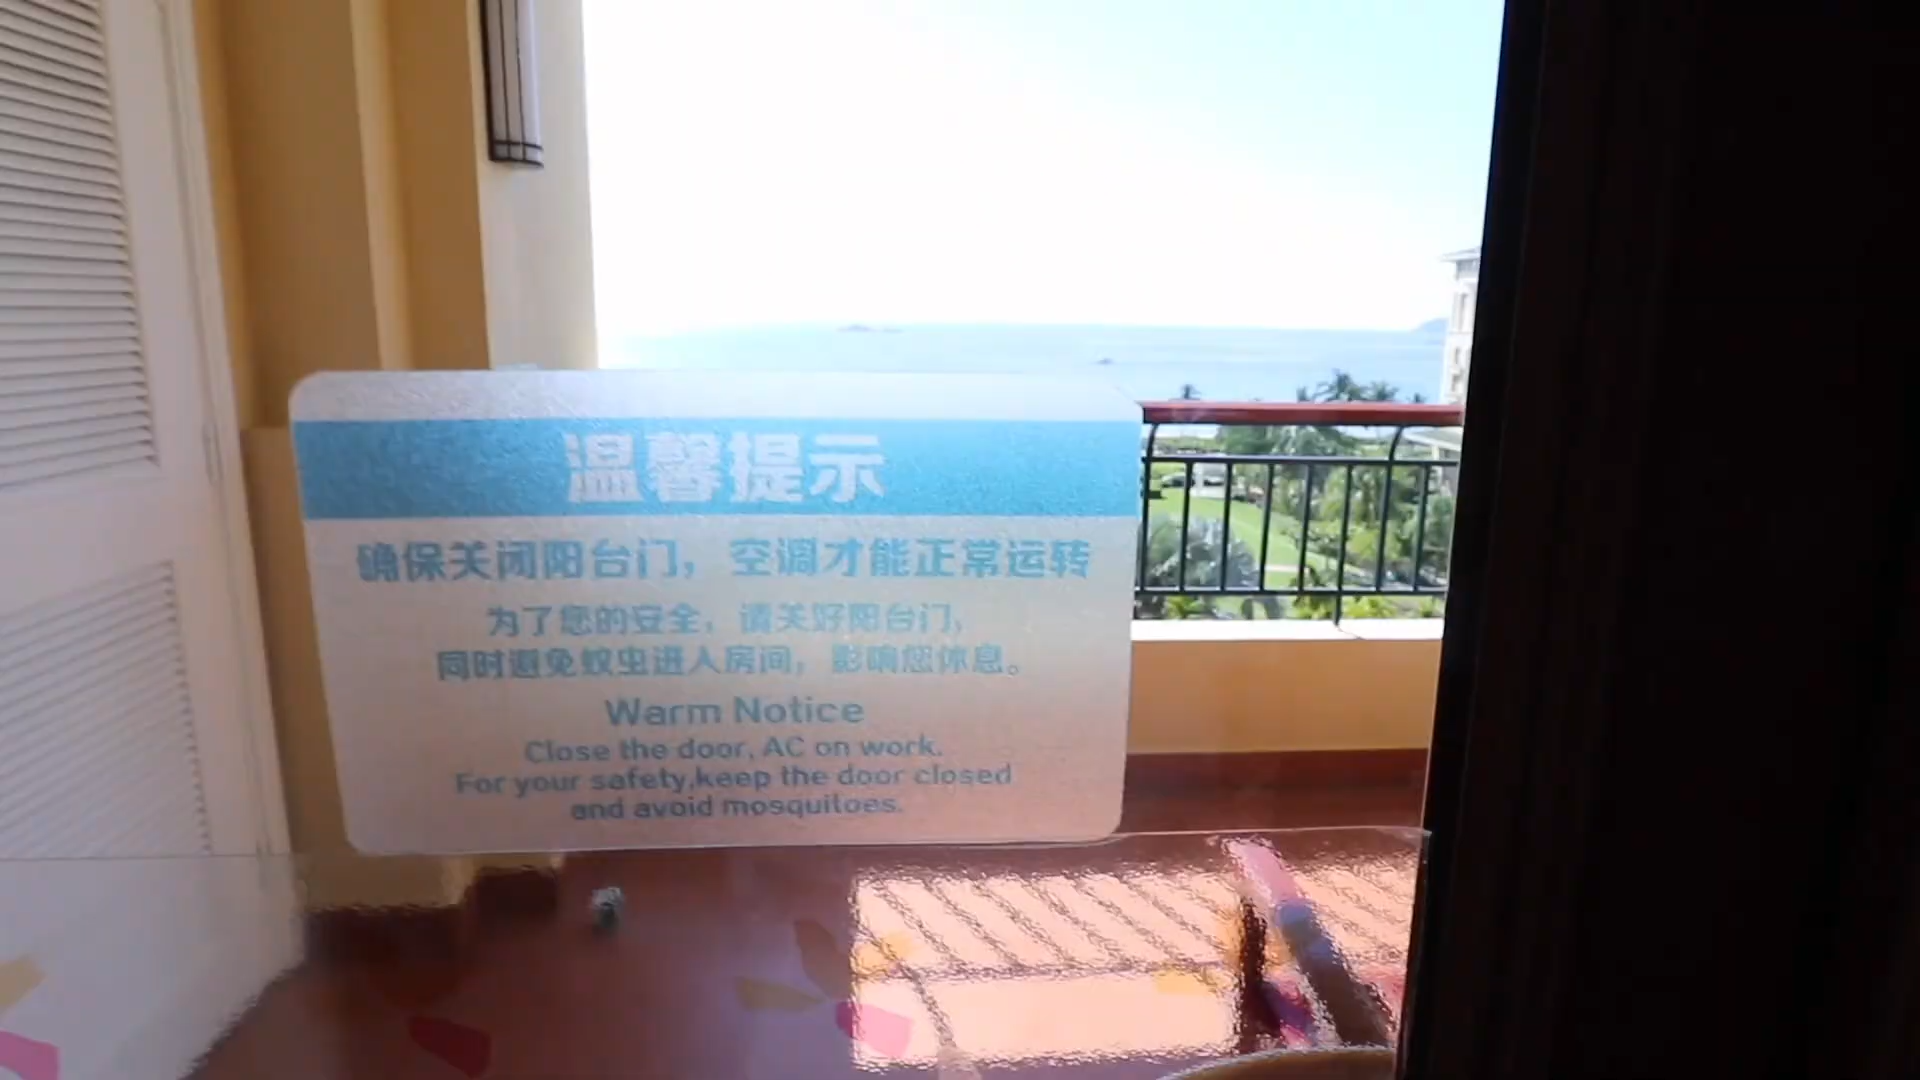 温馨提示
确保关闭阳台门，空调才能正常运转
为了您的安全，请关好阳台门，
同时避免蚊虫进入房间，影响您休息。
Warm Notice
Close the door, AC on work.
For your safety,keep the door closed
and avoid mosquitoes.